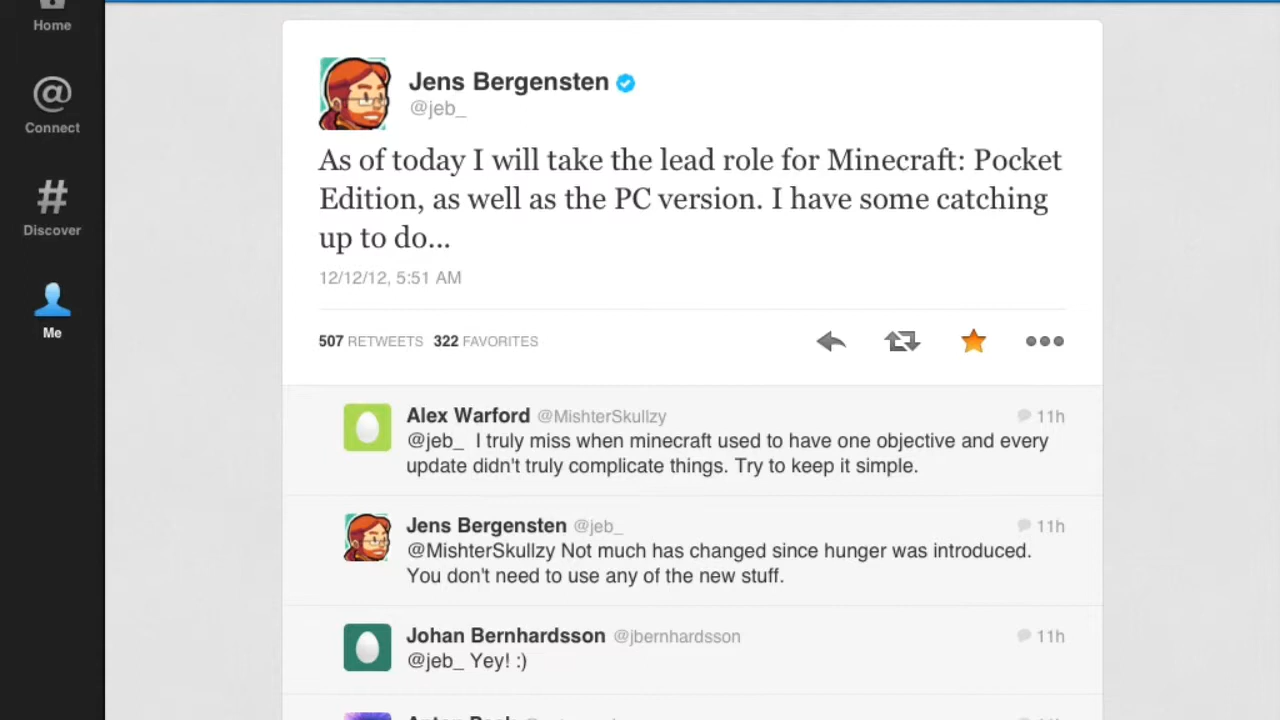 Home
Connect
Discover
Me
Jens Bergensten
@jeb_
As of today I will take the lead role for Minecraft: Pocket
Edition, as well as the PC version. I have some catching
up to do...
12/12/12, 5:51 AM
507 RETWEETS 322 FAVORITES
Alex Warford @MishterSkullzy 11h
@jeb_ I truly miss when minecraft used to have one objective and every
update didn't truly complicate things. Try to keep it simple.
Jens Bergensten @jeb_ 11h
@MishterSkullzy Not much has changed since hunger was introduced.
You don't need to use any of the new stuff.
Johan Bernhardsson @jbernhardsson 11h
@jeb_ Yey! :)